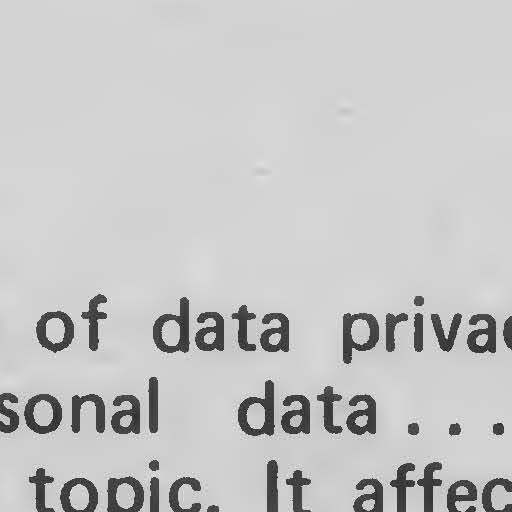 of data privac
sonal data...
topic. It affec